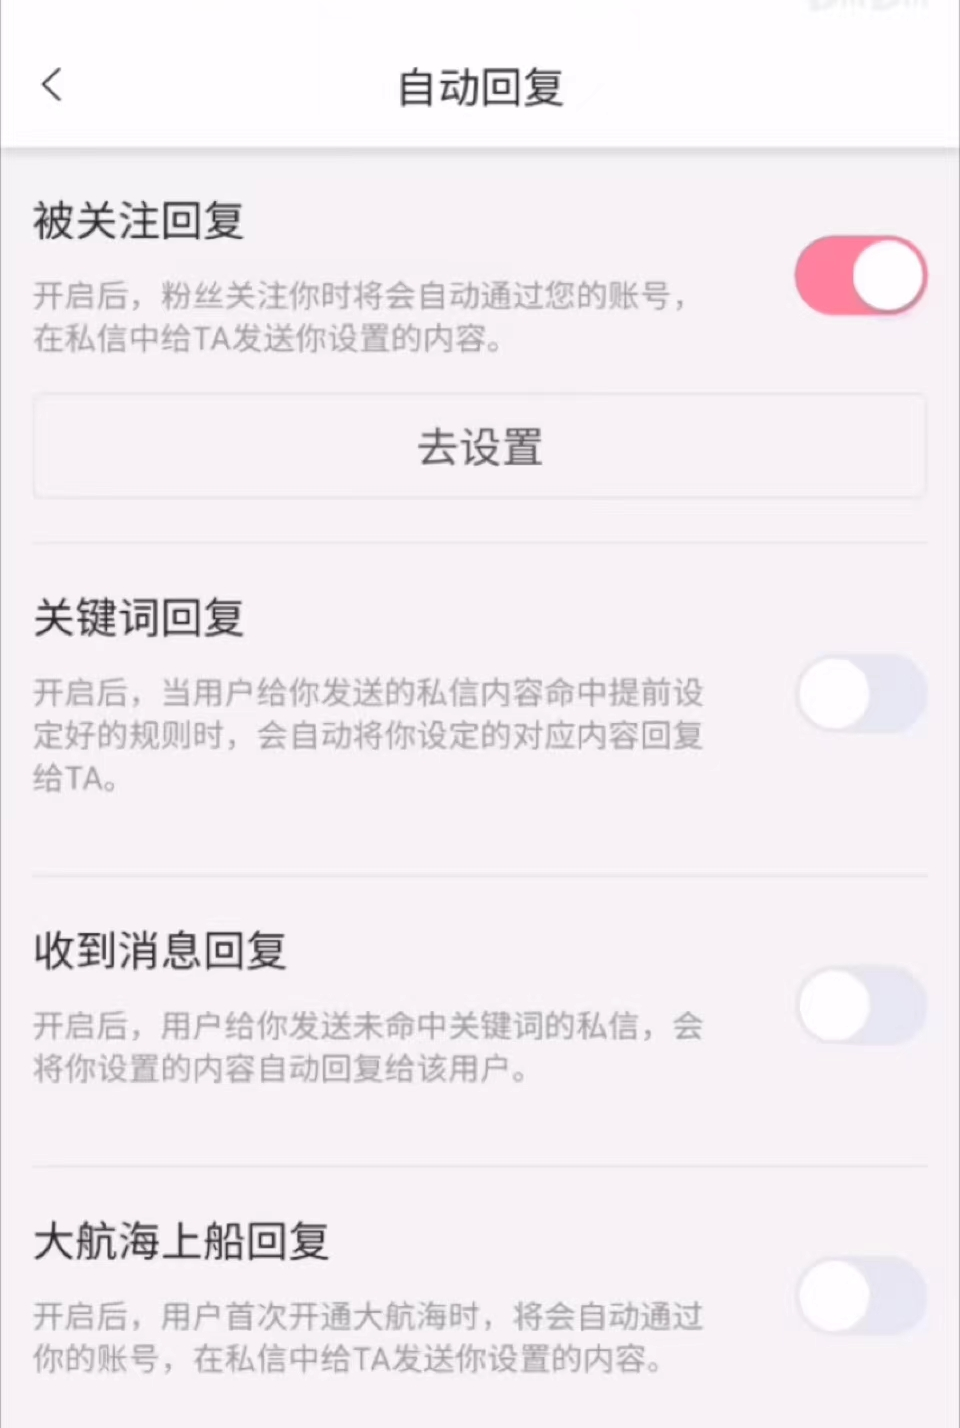 自动回复
被关注回复
开启后，粉丝关注你时将会自动通过您的账号，
在私信中给TA发送你设置的内容。
去设置
关键词回复
开启后，当用户给你发送的私信内容命中提前设
定好的规则时，会自动将你设定的对应内容回复
给TA。
收到消息回复
开启后，用户给你发送未命中关键词的私信，会
将你设置的内容自动回复给该用户。
大航海上船回复
开启后，用户首次开通大航海时，将会自动通过
你的账号，在私信中给TA发送你设置的内容。